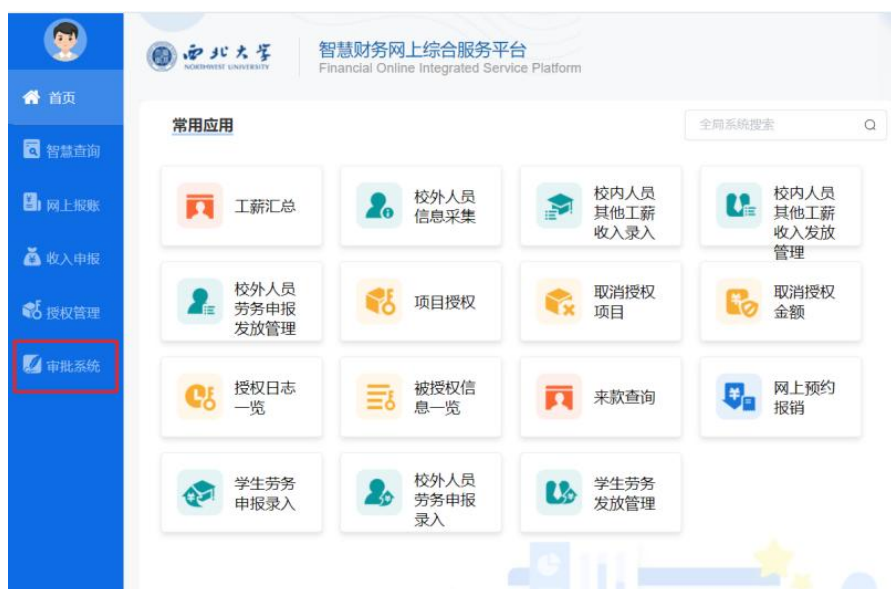 西北大学
NORTHWEST UNIVERSITY
智慧财务网上综合服务平台
Financial Online Integrated Service Platform
首页
智慧查询
网上报账
收入申报
授权管理
审批系统
常用应用
全局系统搜索
工薪汇总
校外人员
信息采集
校内人员
其他工薪
收入录入
校内人员
其他工薪
收入发放
管理
校外人员
劳务申报
发放管理
项目授权
取消授权
项目
取消授权
金额
授权日志
一览
被授权信
息一览
来款查询
网上预约
报销
学生劳务
申报录入
校外人员
劳务申报
录入
学生劳务
发放管理